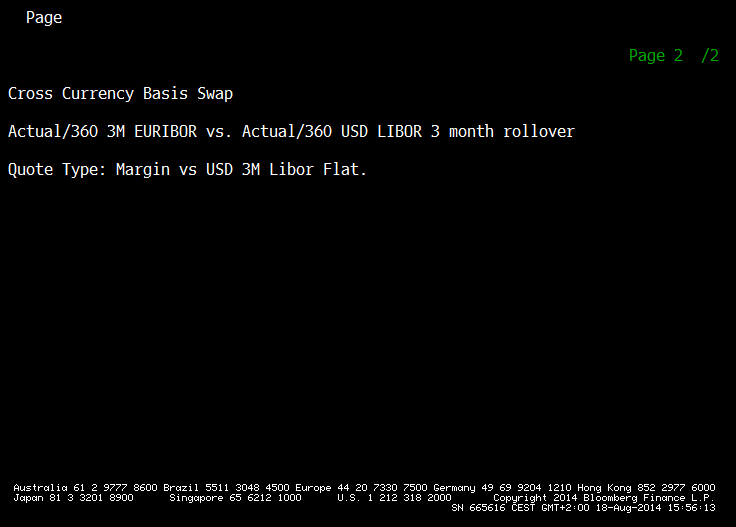 Page
Page 2 /2
Cross Currency Basis Swap
Actual/360 3M EURIBOR vs. Actual/360 USD LIBOR 3 month rollover
Quote Type: Margin vs USD 3M Libor Flat.
Australia 61 2 9777 8600 Brazil 5511 3048 4500 Europe 44 20 7330 7500 Germany 49 69 9204 1210 Hong Kong 852 2977 6000
Japan 81 3 3201 8900 Singapore 65 6212 1000 U.S. 1 212 318 2000 Copyright 2014 Bloomberg Finance L.P.
SN 665616 CEST GMT+2:00 18-Aug-2014 15:56:13